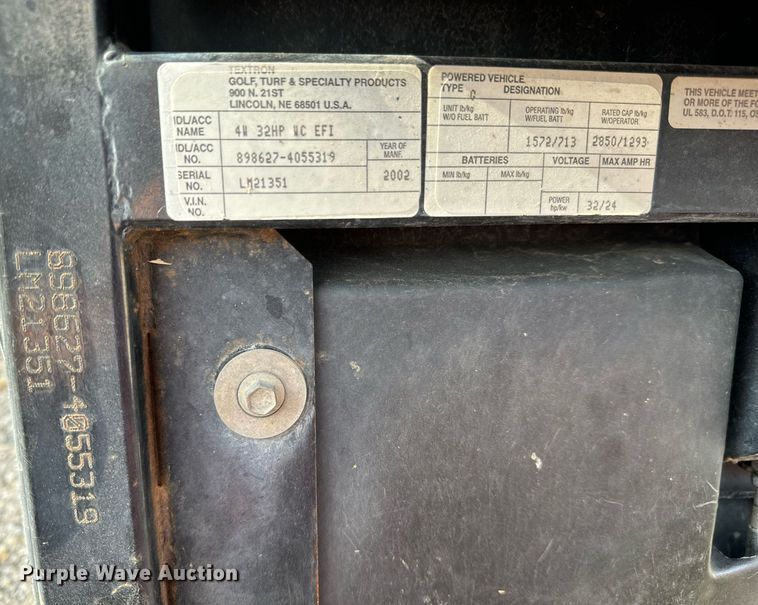 TEXTRON
GOLF, TURF & SPECIALTY PRODUCTS
900 N. 21ST
LINCOLN, NE 68501 U.S.A.
MDL/ACC NAME 4W 32HP WC EFI
MDL/ACC NO. 898627-4055319
YEAR OF MANF. 2002
SERIAL NO. LM21351
V.I.N. NO.
POWERED VEHICLE
TYPE G DESIGNATION
UNIT lb/kg W/O FUEL BATT
OPERATING lb/kg W/FUEL BATT 1572/713
RATED CAP lb/kg W/OPERATOR 2850/1293
BATTERIES VOLTAGE MAX AMP HR
MIN lb/kg MAX lb/kg
POWER hp/kw 32/24
THIS VEHICLE MEET
OR MORE OF THE FO
UL 583, D.O.T. 115, OS
898627-4055319
LM21351
Purple Wave Auction